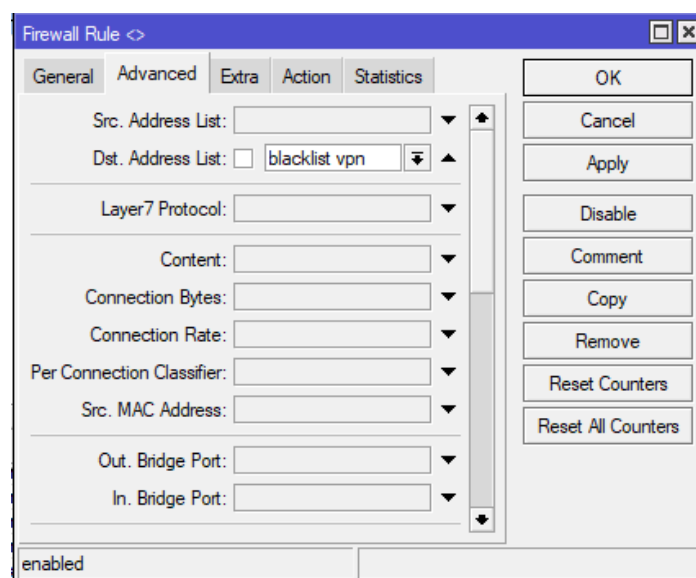 Firewall Rule <>
General Advanced Extra Action Statistics
Src. Address List:
Dst. Address List: blacklist vpn
Layer7 Protocol:
Content:
Connection Bytes:
Connection Rate:
Per Connection Classifier:
Src. MAC Address:
Out. Bridge Port:
In. Bridge Port:
OK
Cancel
Apply
Disable
Comment
Copy
Remove
Reset Counters
Reset All Counters
enabled